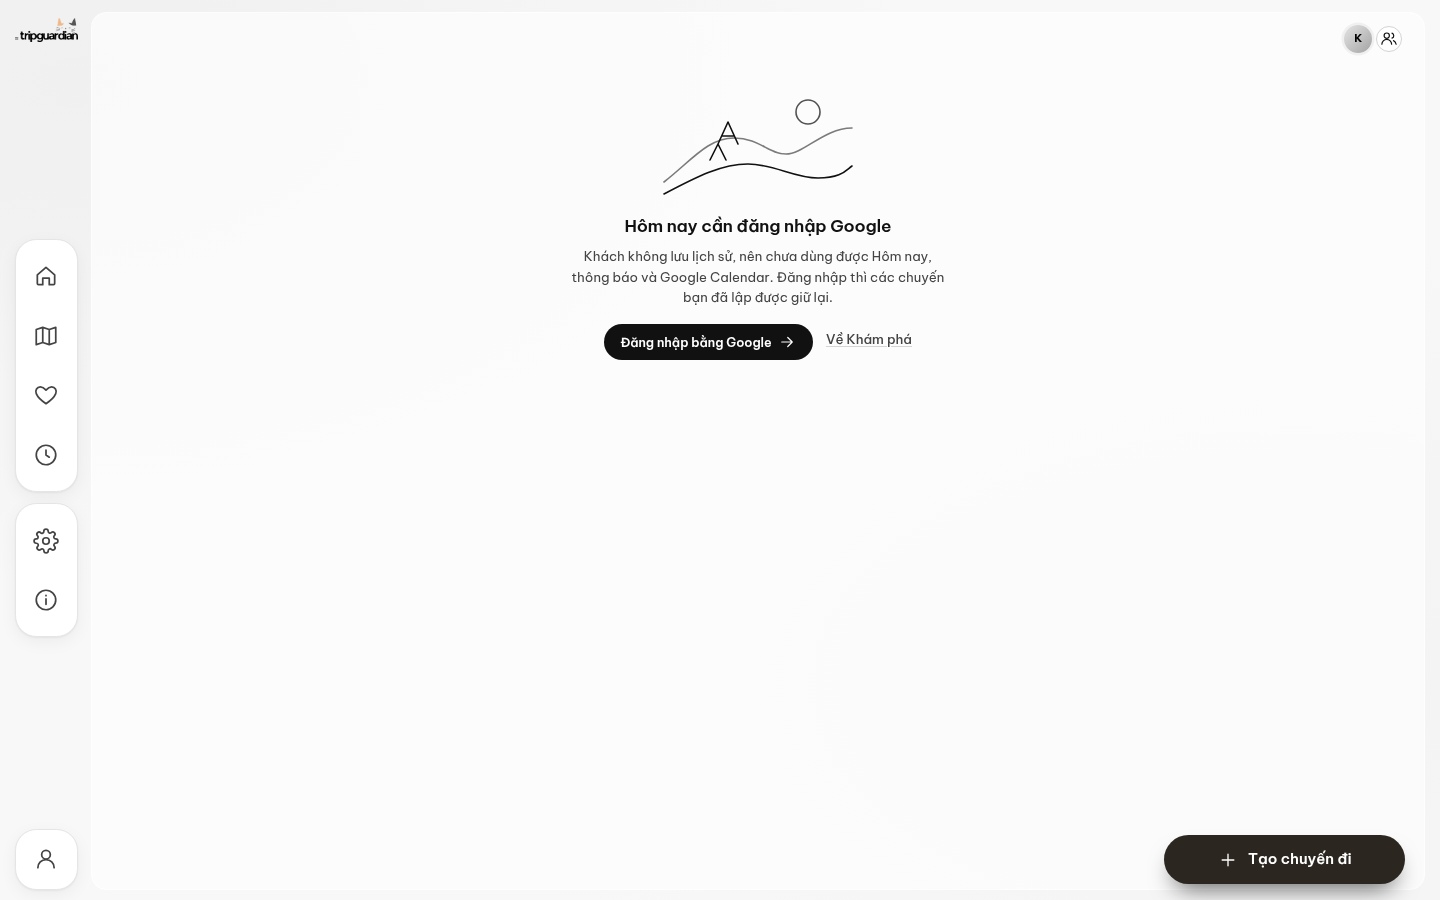 tripguardian
K
Hôm nay cần đăng nhập Google
Khách không lưu lịch sử, nên chưa dùng được Hôm nay,
thông báo và Google Calendar. Đăng nhập thì các chuyến
bạn đã lập được giữ lại.
Đăng nhập bằng Google
Về Khám phá
Tạo chuyến đi